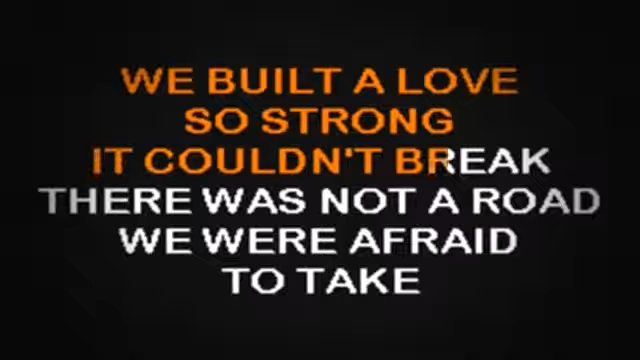 WE BUILT A LOVE
SO STRONG
IT COULDN'T BREAK
THERE WAS NOT A ROAD
WE WERE AFRAID
TO TAKE